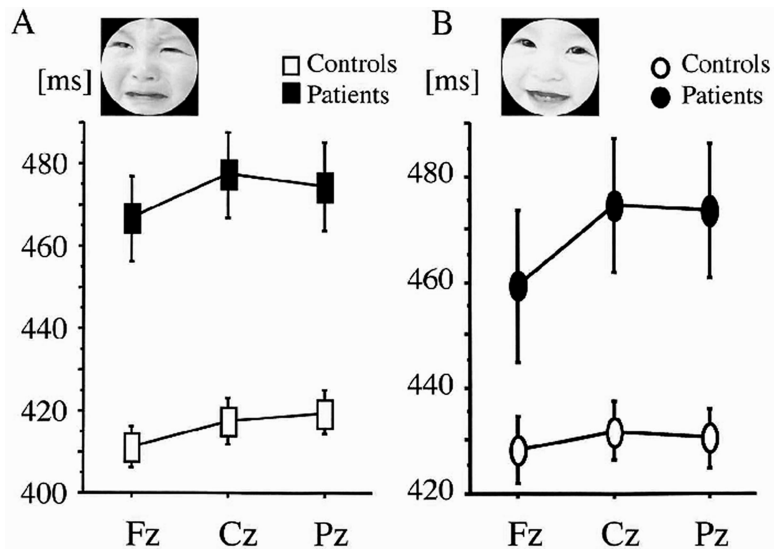 A
[ms]
Controls
Patients
480
460
440
420
400
Fz Cz Pz
B
[ms]
Controls
Patients
480
460
440
420
Fz Cz Pz